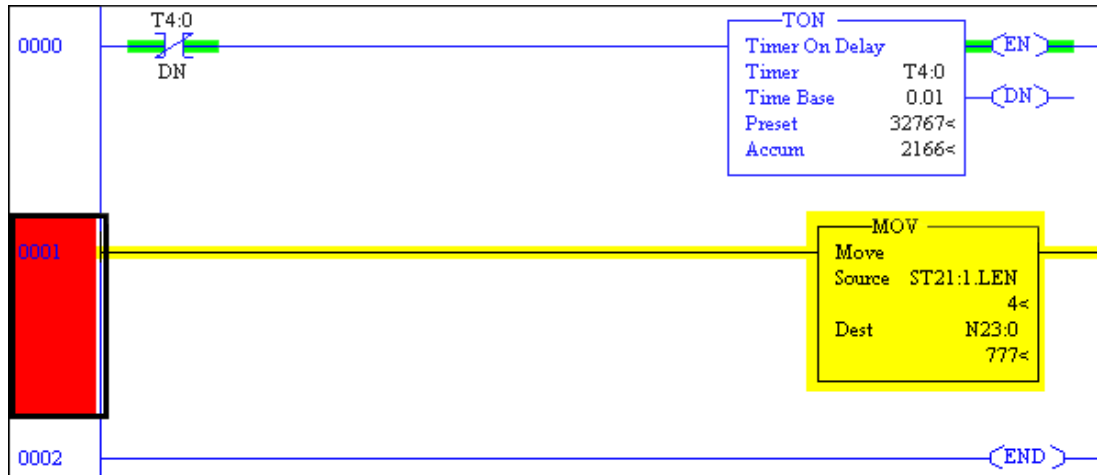 T4:0
0000
DN
TON
Timer On Delay
Timer T4:0
Time Base 0.01
Preset 32767<
Accum 2166<
EN
DN
0001
MOV
Move
Source ST21:1.LEN
4<
Dest N23:0
777<
0002
END